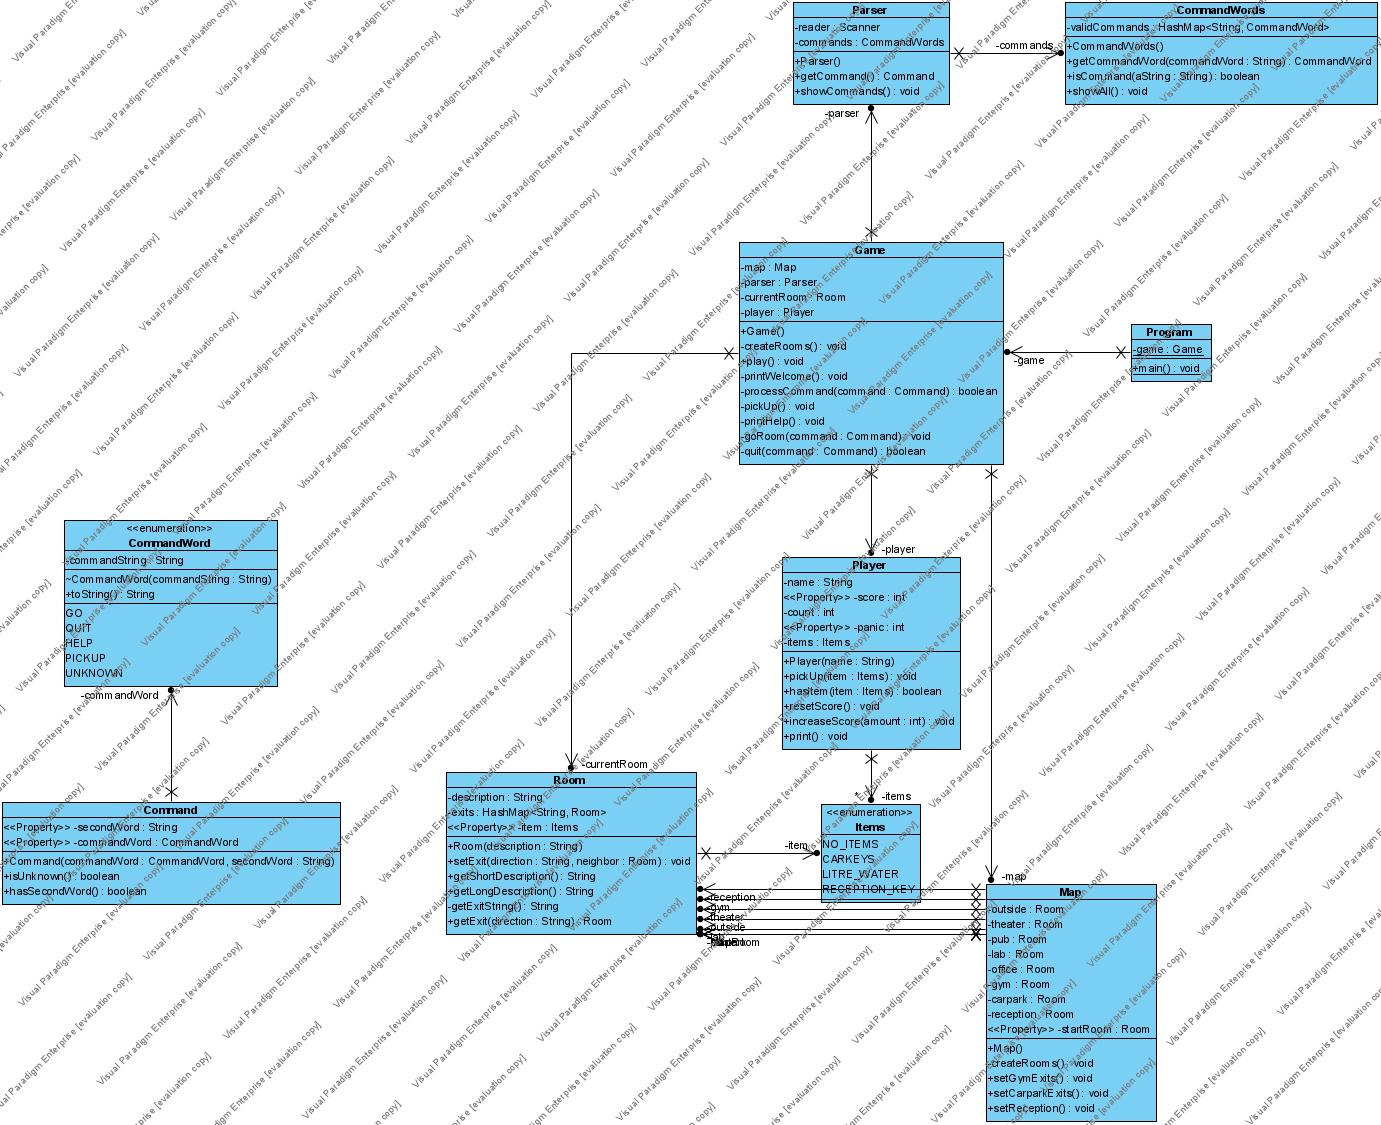 Parser
-reader : Scanner
-commands : CommandWords
+Parser()
+getCommand() : Command
+showCommands() : void
-commands
CommandWords
-validCommands : HashMap<String, CommandWord>
+CommandWords()
+getCommandWord(commandWord : String) : CommandWord
+isCommand(aString : String) : boolean
+showAll() : void
-parser
Game
-map : Map
-parser : Parser
-currentRoom : Room
-player : Player
+Game()
-createRooms() : void
+play() : void
-printWelcome() : void
-processCommand(command : Command) : boolean
-pickUp() : void
-printHelp() : void
-goRoom(command : Command) : void
-quit(command : Command) : boolean
-game
Program
-game : Game
+main() : void
<<enumeration>>
CommandWord
-commandString : String
~CommandWord(commandString : String)
+toString() : String
GO
QUIT
HELP
PICKUP
UNKNOWN
-commandWord
Command
<<Property>> -secondWord : String
<<Property>> -commandWord : CommandWord
+Command(commandWord : CommandWord, secondWord : String)
+isUnknown() : boolean
+hasSecondWord() : boolean
-player
Player
-name : String
<<Property>> -score : int
-count : int
<<Property>> -panic : int
-items : Items
+Player(name : String)
+pickUp(item : Items) : void
+hasItem(item : Items) : boolean
+resetScore() : void
+increaseScore(amount : int) : void
+print() : void
-currentRoom
Room
-description : String
-exits : HashMap<String, Room>
<<Property>> -item : Items
+Room(description : String)
+setExit(direction : String, neighbor : Room) : void
+getShortDescription() : String
+getLongDescription() : String
-getExitString() : String
+getExit(direction : String) : Room
-item
-items
<<enumeration>>
Items
NO_ITEMS
CARKEYS
LITRE_WATER
RECEPTION_KEY
-reception
-gym
-theater
-outside
-lab
-map
Map
-outside : Room
-theater : Room
-pub : Room
-lab : Room
-office : Room
-gym : Room
-carpark : Room
-reception : Room
<<Property>> -startRoom : Room
+Map()
-createRooms() : void
+setGymExits() : void
+setCarparkExits() : void
+setReception() : void
Visual Paradigm Enterprise [evaluation copy]